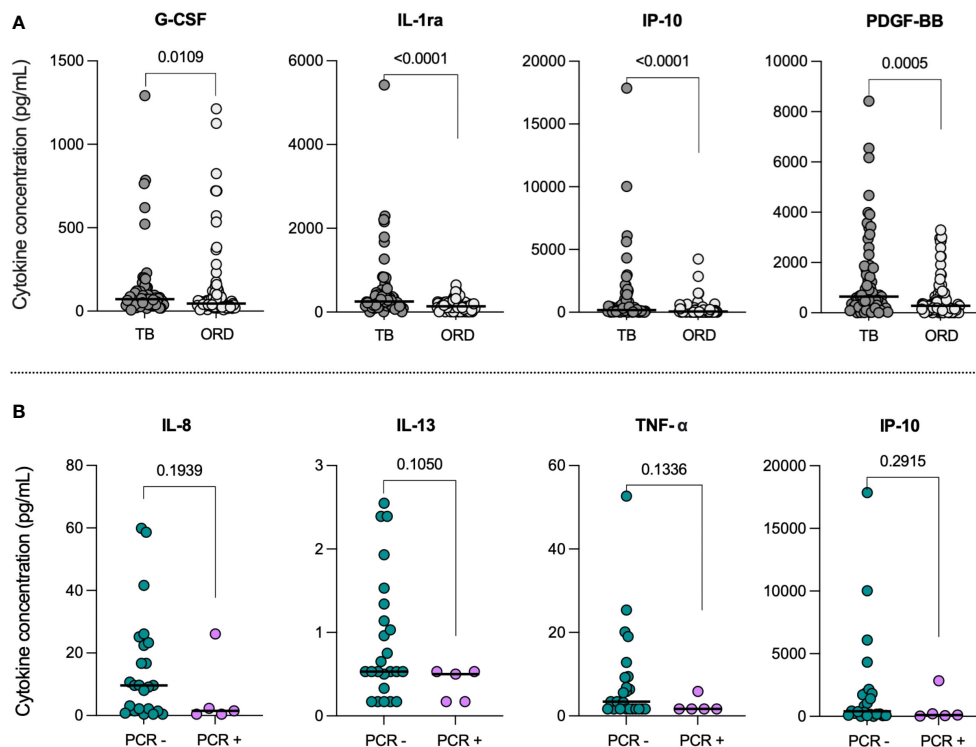 A
G-CSF
IL-1ra
IP-10
PDGF-BB
Cytokine concentration (pg/mL)
1500
1000
500
0
0.0109
TB
ORD
6000
4000
2000
0
<0.0001
TB
ORD
20000
15000
10000
5000
0
<0.0001
TB
ORD
10000
8000
6000
4000
2000
0
0.0005
TB
ORD
B
IL-8
IL-13
TNF- α
IP-10
Cytokine concentration (pg/mL)
80
60
40
20
0
0.1939
PCR -
PCR +
3
2
1
0
0.1050
PCR -
PCR +
60
40
20
0
0.1336
PCR -
PCR +
20000
15000
10000
5000
0
0.2915
PCR -
PCR +